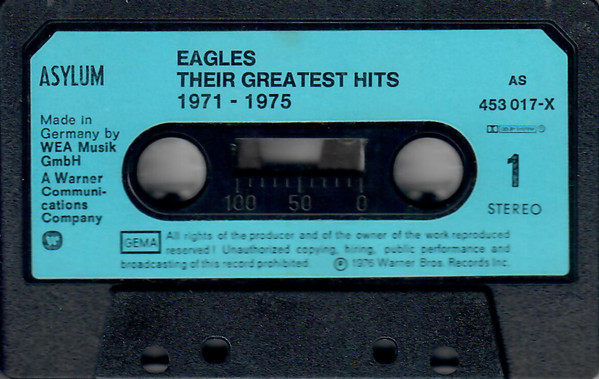 ASYLUM
EAGLES
THEIR GREATEST HITS
1971 - 1975
AS
453 017-X
Made in
Germany by
WEA Musik
GmbH
A Warner
Communi-
cations
Company
1
STEREO
100 50 0
GEMA
All rights of the producer and of the owner of the work reproduced
reserved! Unauthorized copying, hiring, public performance and
broadcasting of this record prohibited. ℗ 1976 Warner Bros. Records Inc.